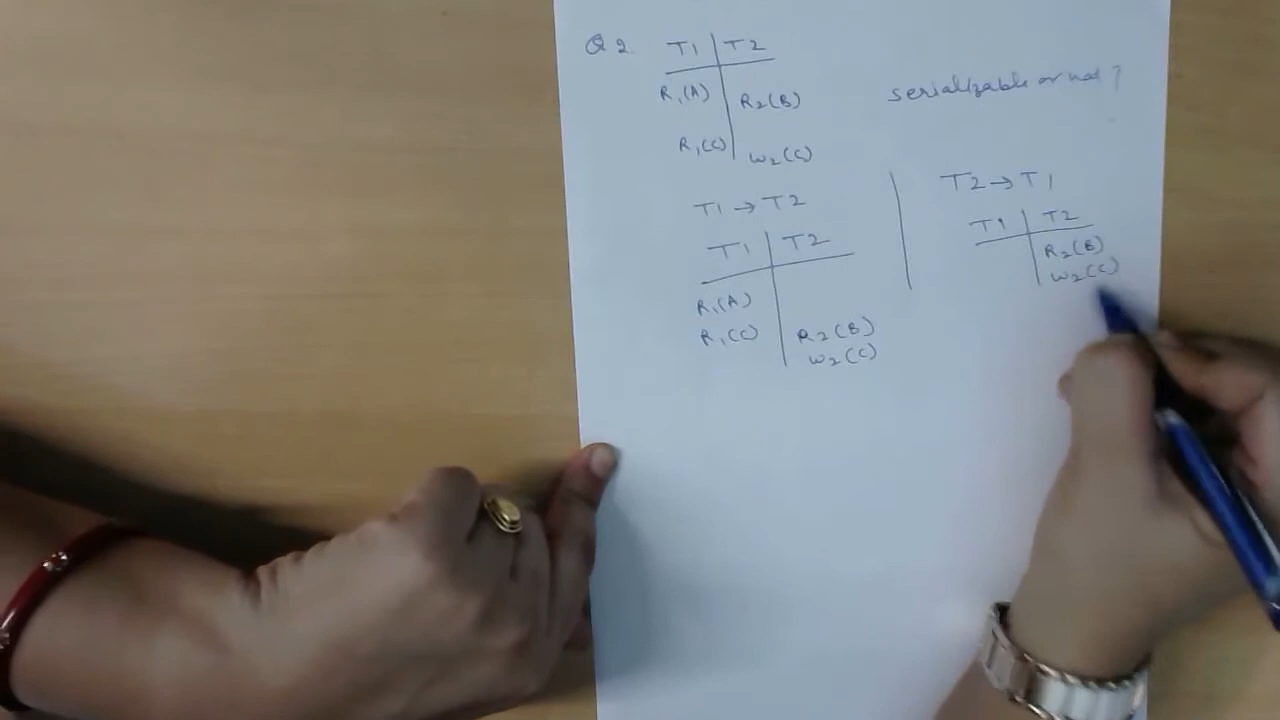 Q2 T1 T2
R1(A) R2(B) serializable or not?
R1(C) W2(C)
T1 → T2
T1 T2
R1(A)
R1(C) R2(B)
W2(C)
T2 → T1
T1 T2
R2(B)
W2(C)